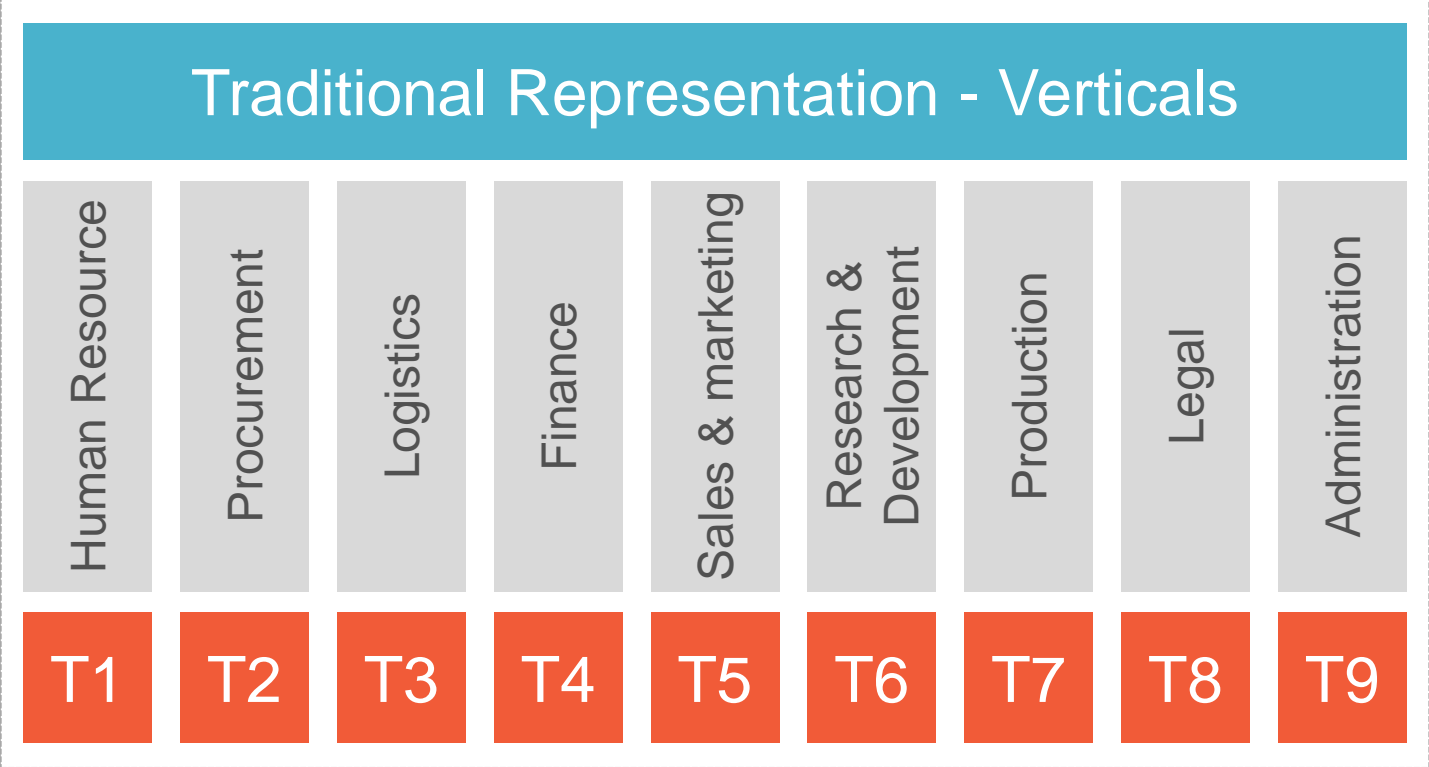 Traditional Representation - Verticals
Human Resource
Procurement
Logistics
Finance
Sales & marketing
Research &
Development
Production
Legal
Administration
T1
T2
T3
T4
T5
T6
T7
T8
T9